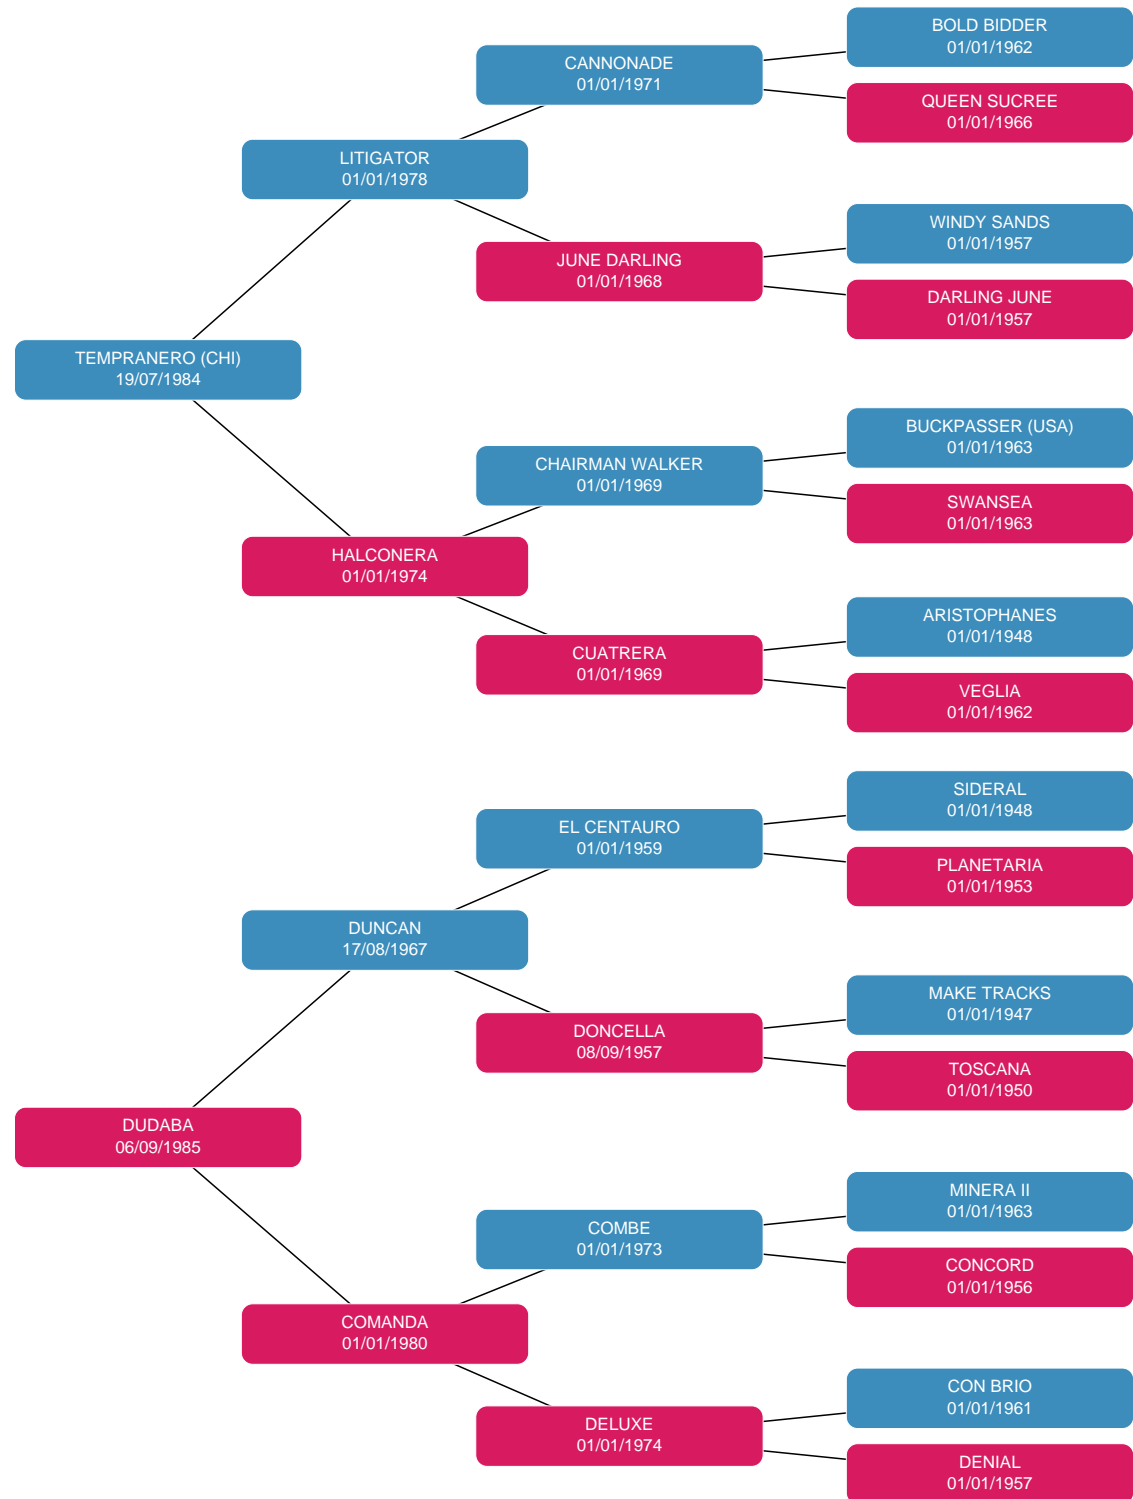 BOLD BIDDER
01/01/1962
CANNONADE
01/01/1971
QUEEN SUCREE
01/01/1966
LITIGATOR
01/01/1978
WINDY SANDS
01/01/1957
JUNE DARLING
01/01/1968
DARLING JUNE
01/01/1957
TEMPRANERO (CHI)
19/07/1984
BUCKPASSER (USA)
01/01/1963
CHAIRMAN WALKER
01/01/1969
SWANSEA
01/01/1963
HALCONERA
01/01/1974
ARISTOPHANES
01/01/1948
CUATRERA
01/01/1969
VEGLIA
01/01/1962
SIDERAL
01/01/1948
EL CENTAURO
01/01/1959
PLANETARIA
01/01/1953
DUNCAN
17/08/1967
MAKE TRACKS
01/01/1947
DONCELLA
08/09/1957
TOSCANA
01/01/1950
DUDABA
06/09/1985
MINERA II
01/01/1963
COMBE
01/01/1973
CONCORD
01/01/1956
COMANDA
01/01/1980
CON BRIO
01/01/1961
DELUXE
01/01/1974
DENIAL
01/01/1957